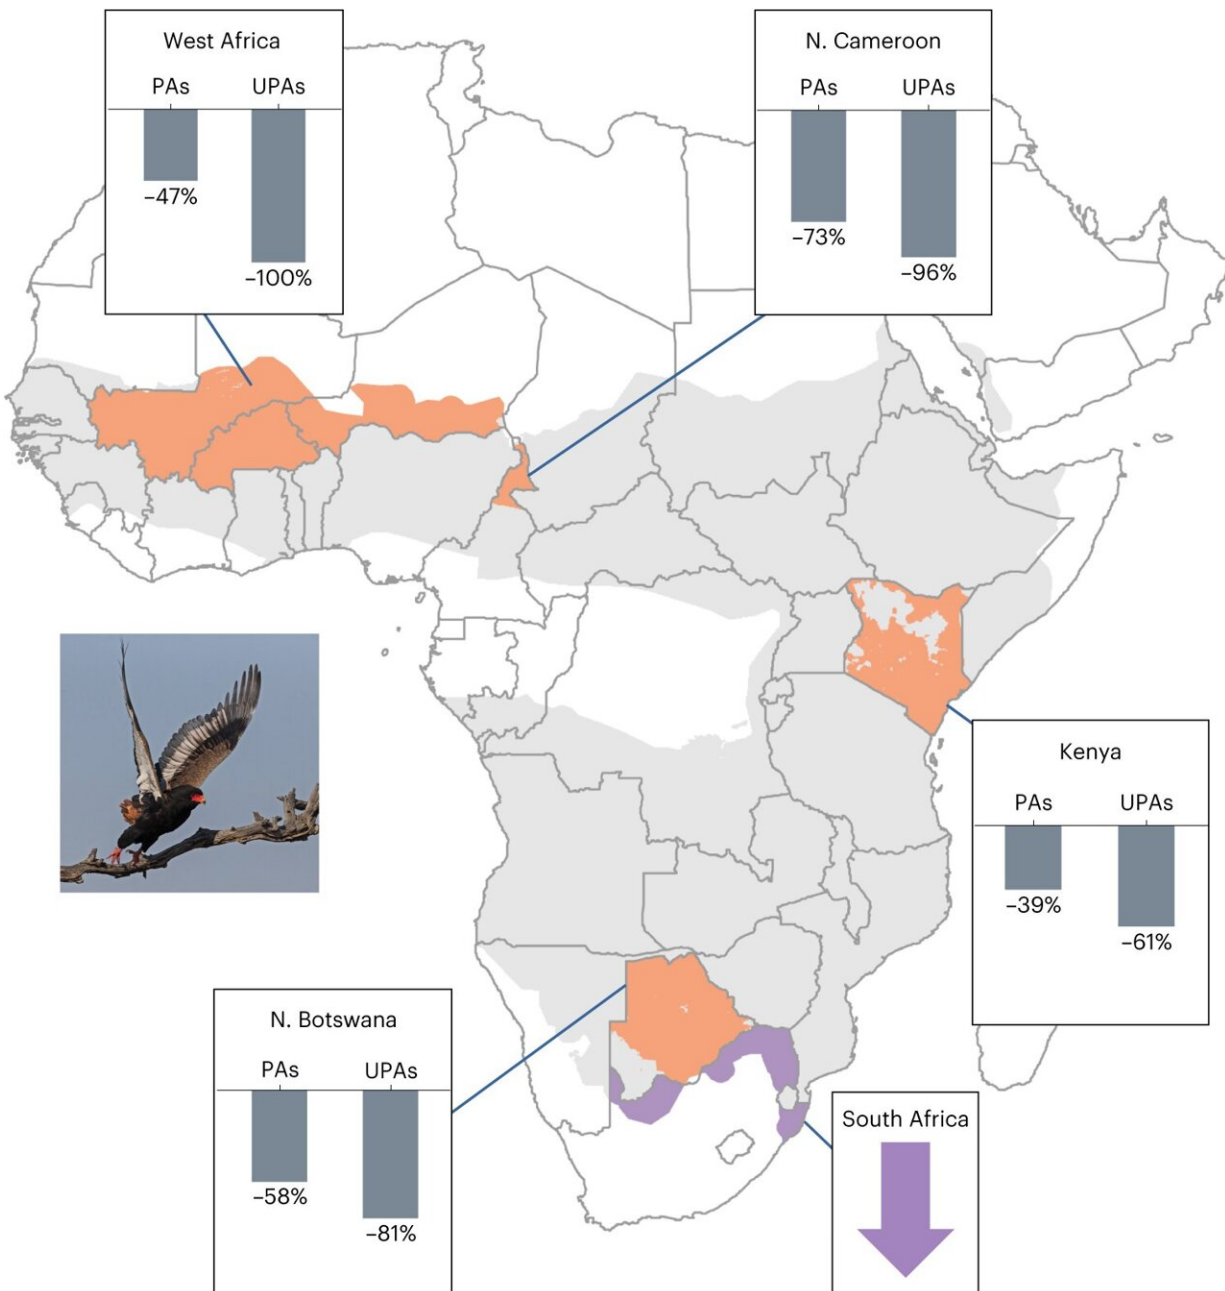 West Africa
PAs UPAs
−47%
−100%
N. Cameroon
PAs UPAs
−73%
−96%
Kenya
PAs UPAs
−39%
−61%
N. Botswana
PAs UPAs
−58%
−81%
South Africa